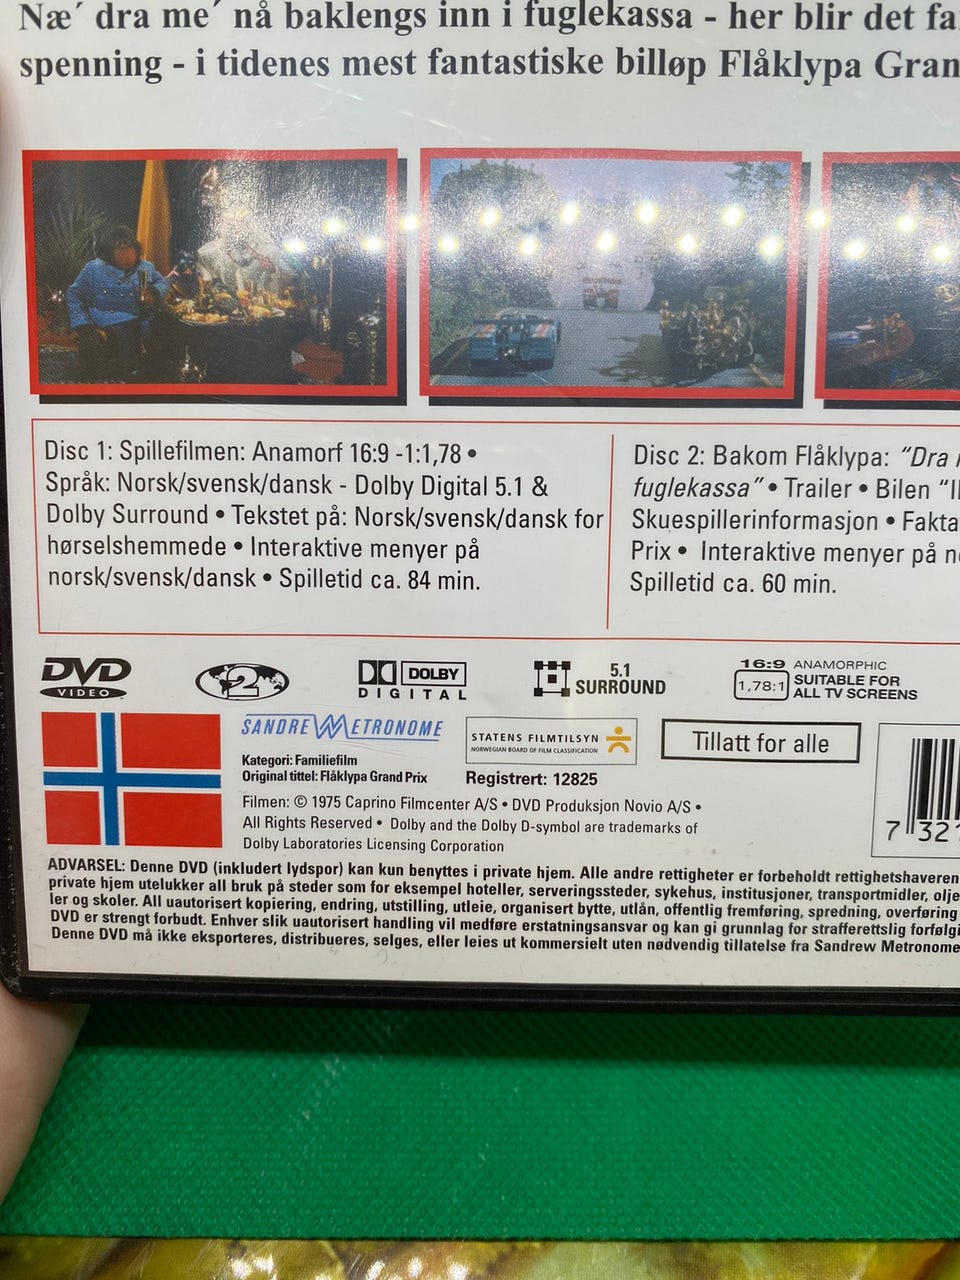 Næ´ dra me´ nå baklengs inn i fuglekassa - her blir det fa
spenning - i tidenes mest fantastiske billøp Flåklypa Gran
Disc 1: Spillefilmen: Anamorf 16:9 -1:1,78 •
Språk: Norsk/svensk/dansk - Dolby Digital 5.1 &
Dolby Surround • Tekstet på: Norsk/svensk/dansk for
hørselshemmede • Interaktive menyer på
norsk/svensk/dansk • Spilletid ca. 84 min.
Disc 2: Bakom Flåklypa: “Dra
fuglekassa” • Trailer • Bilen “Il
Skuespillerinformasjon • Fakta
Prix • Interaktive menyer på n
Spilletid ca. 60 min.
DVD VIDEO
2
DOLBY DIGITAL
5.1 SURROUND
16:9 ANAMORPHIC
1,78:1 SUITABLE FOR
ALL TV SCREENS
SANDREW METRONOME
STATENS FILMTILSYN
NORWEGIAN BOARD OF FILM CLASSIFICATION
Tillatt for alle
Kategori: Familiefilm
Original tittel: Flåklypa Grand Prix
Registrert: 12825
Filmen: © 1975 Caprino Filmcenter A/S • DVD Produksjon Novio A/S •
All Rights Reserved • Dolby and the Dolby D-symbol are trademarks of
Dolby Laboratories Licensing Corporation
7 321
ADVARSEL: Denne DVD (inkludert lydspor) kan kun benyttes i private hjem. Alle andre rettigheter er forbeholdt rettighetshaveren
private hjem utelukker all bruk på steder som for eksempel hoteller, serveringssteder, sykehus, institusjoner, transportmidler, olje
ler og skoler. All uautorisert kopiering, endring, utstilling, utleie, organisert bytte, utlån, offentlig fremføring, spredning, overføring
DVD er strengt forbudt. Enhver slik uautorisert handling vil medføre erstatningsansvar og kan gi grunnlag for strafferettslig forfølgi
Denne DVD må ikke eksporteres, distribueres, selges, eller leies ut kommersielt uten nødvendig tillatelse fra Sandrew Metronome